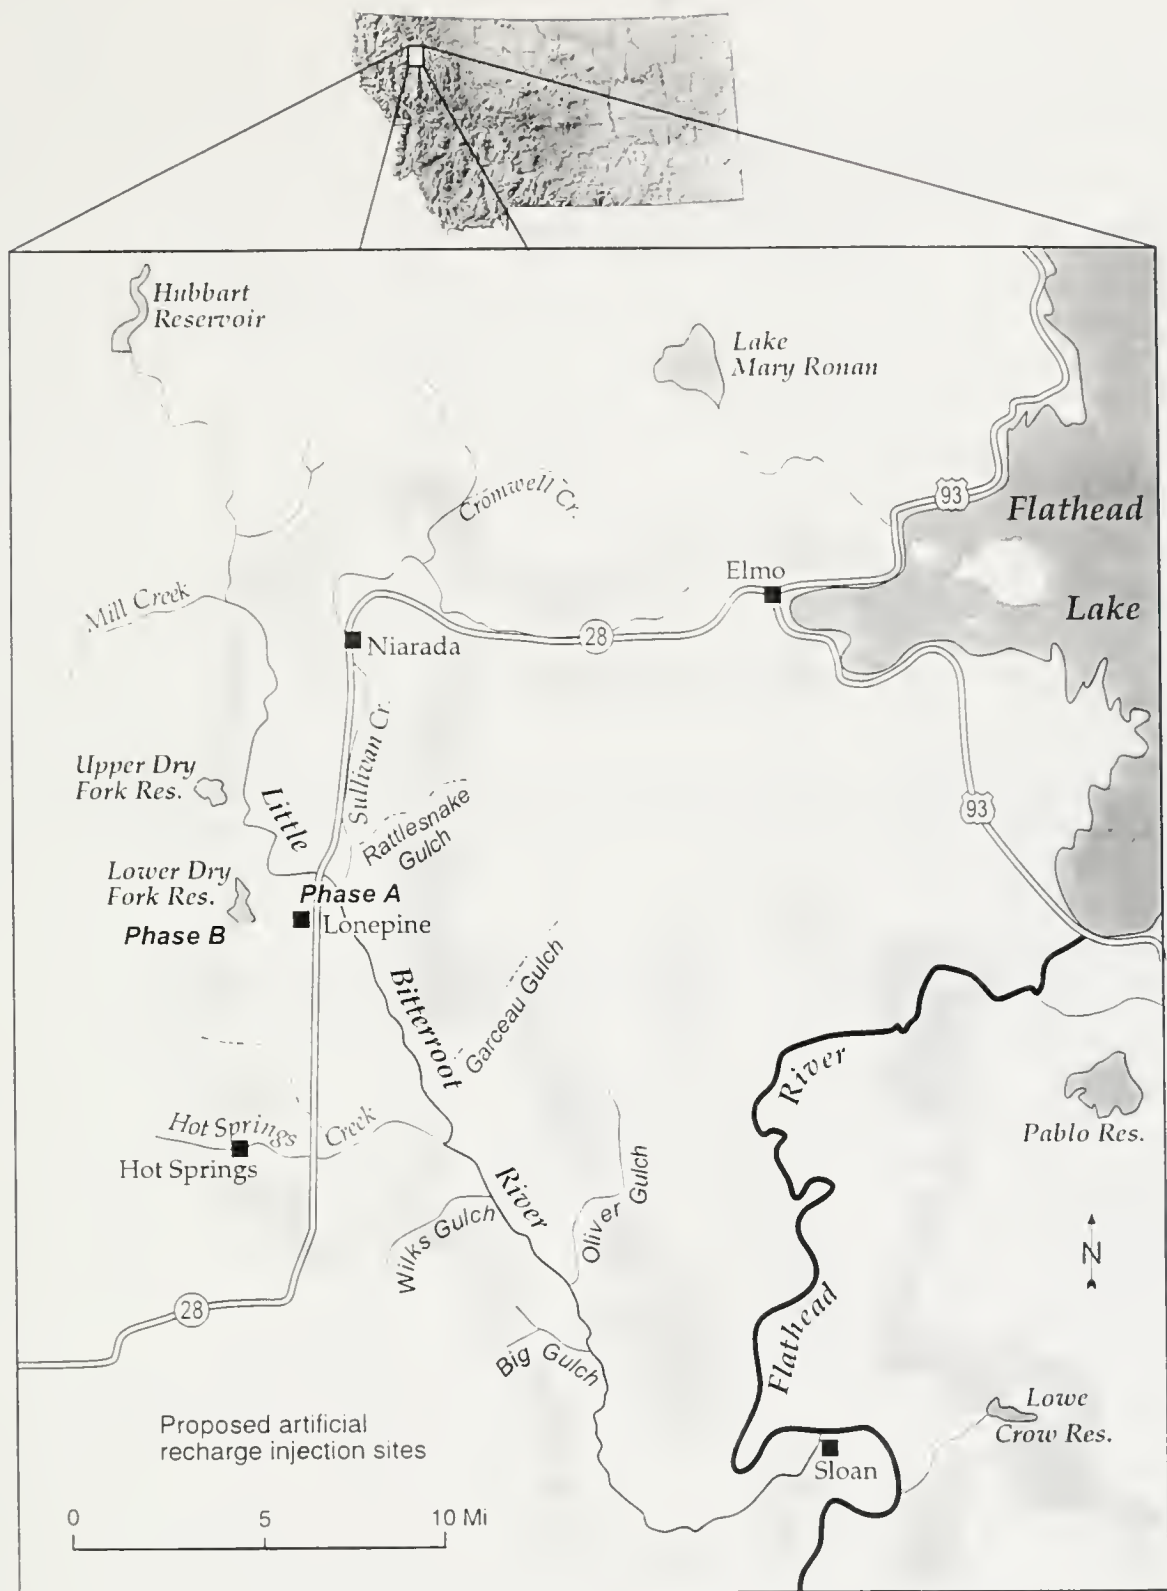 Hubbart
Reservoir
Lake
Mary Ronan
Cromwell Cr.
93
Flathead
Lake
Elmo
Mill Creek
28
Niarada
Sullivan Cr.
Upper Dry
Fork Res.
Little
Rattlesnake
Gulch
93
Lower Dry
Fork Res.
Phase A
Lonepine
Phase B
Bitterroot
Garceau Gulch
River
Hot Springs Creek
Hot Springs
Pablo Res.
River
Wilks Gulch
Oliver Gulch
N
28
Flathead
Big Gulch
Lowe
Crow Res.
Proposed artificial
recharge injection sites
Sloan
0 5 10 Mi